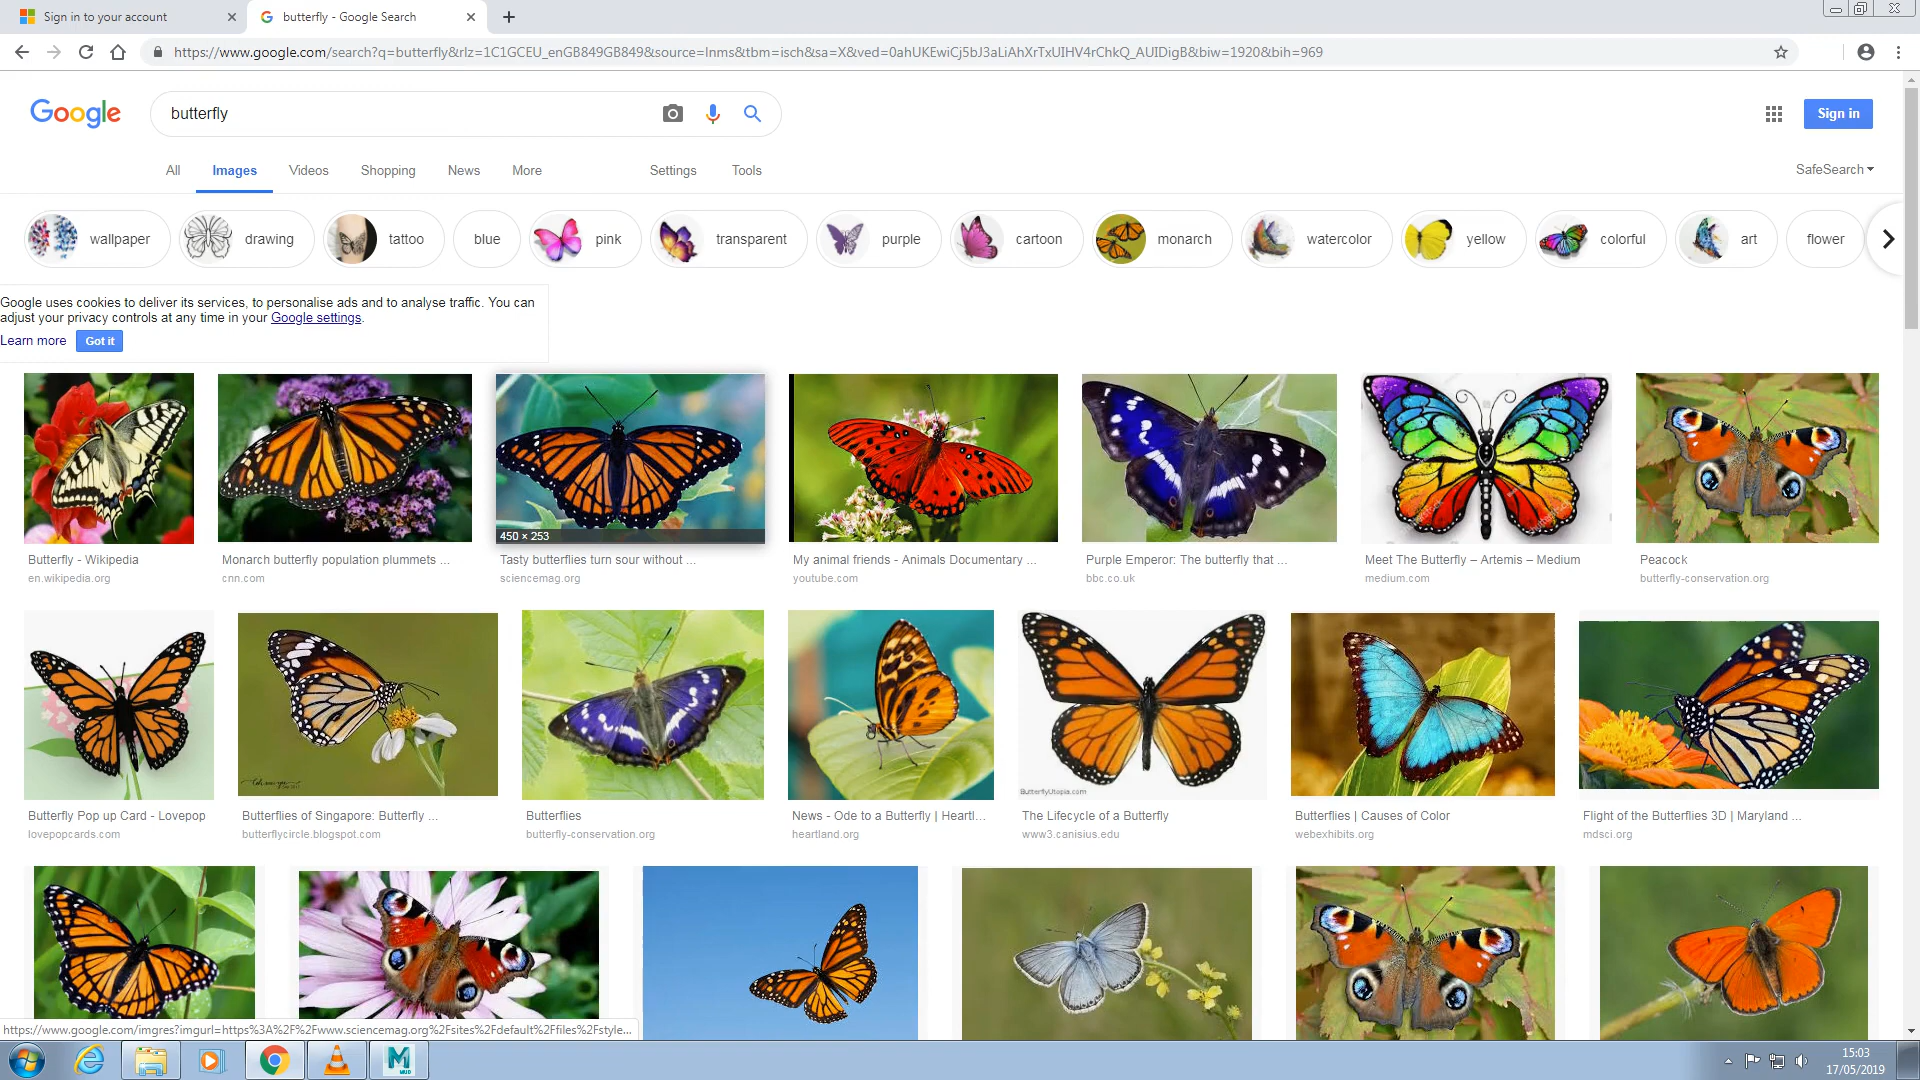 Sign in to your account
butterfly - Google Search
https://www.google.com/search?q=butterfly&rlz=1C1GCEU_enGB849GB849&source=lnms&tbm=isch&sa=X&ved=0ahUKEwiCj5bJ3aLiAhXrTxUIHV4rChkQ_AUIDigB&biw=1920&bih=969
Google
butterfly
Sign in
All
Images
Videos
Shopping
News
More
Settings
Tools
SafeSearch
wallpaper
drawing
tattoo
blue
pink
transparent
purple
cartoon
monarch
watercolor
yellow
colorful
art
flower
Google uses cookies to deliver its services, to personalise ads and to analyse traffic. You can
adjust your privacy controls at any time in your Google settings.
Learn more
Got it
450 × 253
Butterfly - Wikipedia
en.wikipedia.org
Monarch butterfly population plummets ...
cnn.com
Tasty butterflies turn sour without ...
sciencemag.org
My animal friends - Animals Documentary ...
youtube.com
Purple Emperor: The butterfly that ...
bbc.co.uk
Meet The Butterfly – Artemis – Medium
medium.com
Peacock
butterfly-conservation.org
ButterflyUtopia.com
Butterfly Pop up Card - Lovepop
lovepopcards.com
Butterflies of Singapore: Butterfly ...
butterflycircle.blogspot.com
Butterflies
butterfly-conservation.org
News - Ode to a Butterfly | Heartl...
heartland.org
The Lifecycle of a Butterfly
www3.canisius.edu
Butterflies | Causes of Color
webexhibits.org
Flight of the Butterflies 3D | Maryland ...
mdsci.org
https://www.google.com/imgres?imgurl=https%3A%2F%2Fwww.sciencemag.org%2Fsites%2Fdefault%2Ffiles%2Fstyle...
15:03
17/05/2019